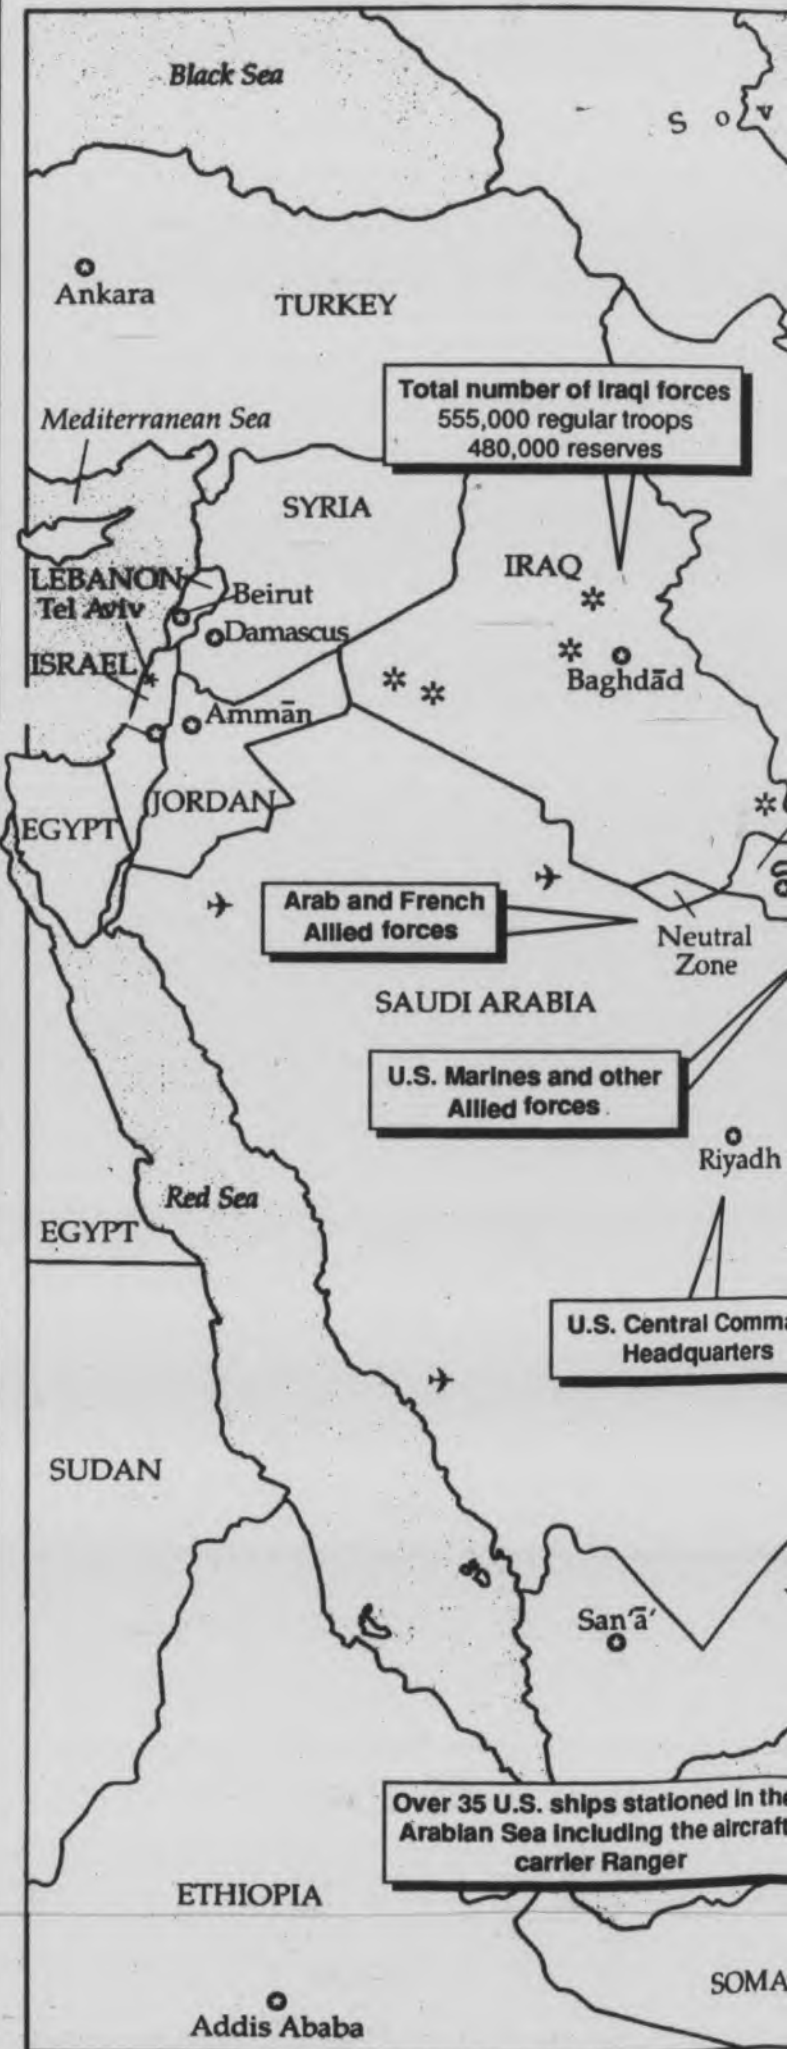 Black Sea
S o v
Ankara
TURKEY
Total number of Iraqi forces
555,000 regular troops
480,000 reserves
Mediterranean Sea
SYRIA
IRAQ
LEBANON
Beirut
Tel Aviv
Damascus
ISRAEL
Baghdād
Ammān
JORDAN
EGYPT
Arab and French
Allied forces
Neutral
Zone
SAUDI ARABIA
U.S. Marines and other
Allied forces
Riyadh
Red Sea
EGYPT
U.S. Central Comma
Headquarters
SUDAN
San'ā'
Over 35 U.S. ships stationed in the
Arabian Sea including the aircraft
carrier Ranger
ETHIOPIA
SOMA
Addis Ababa